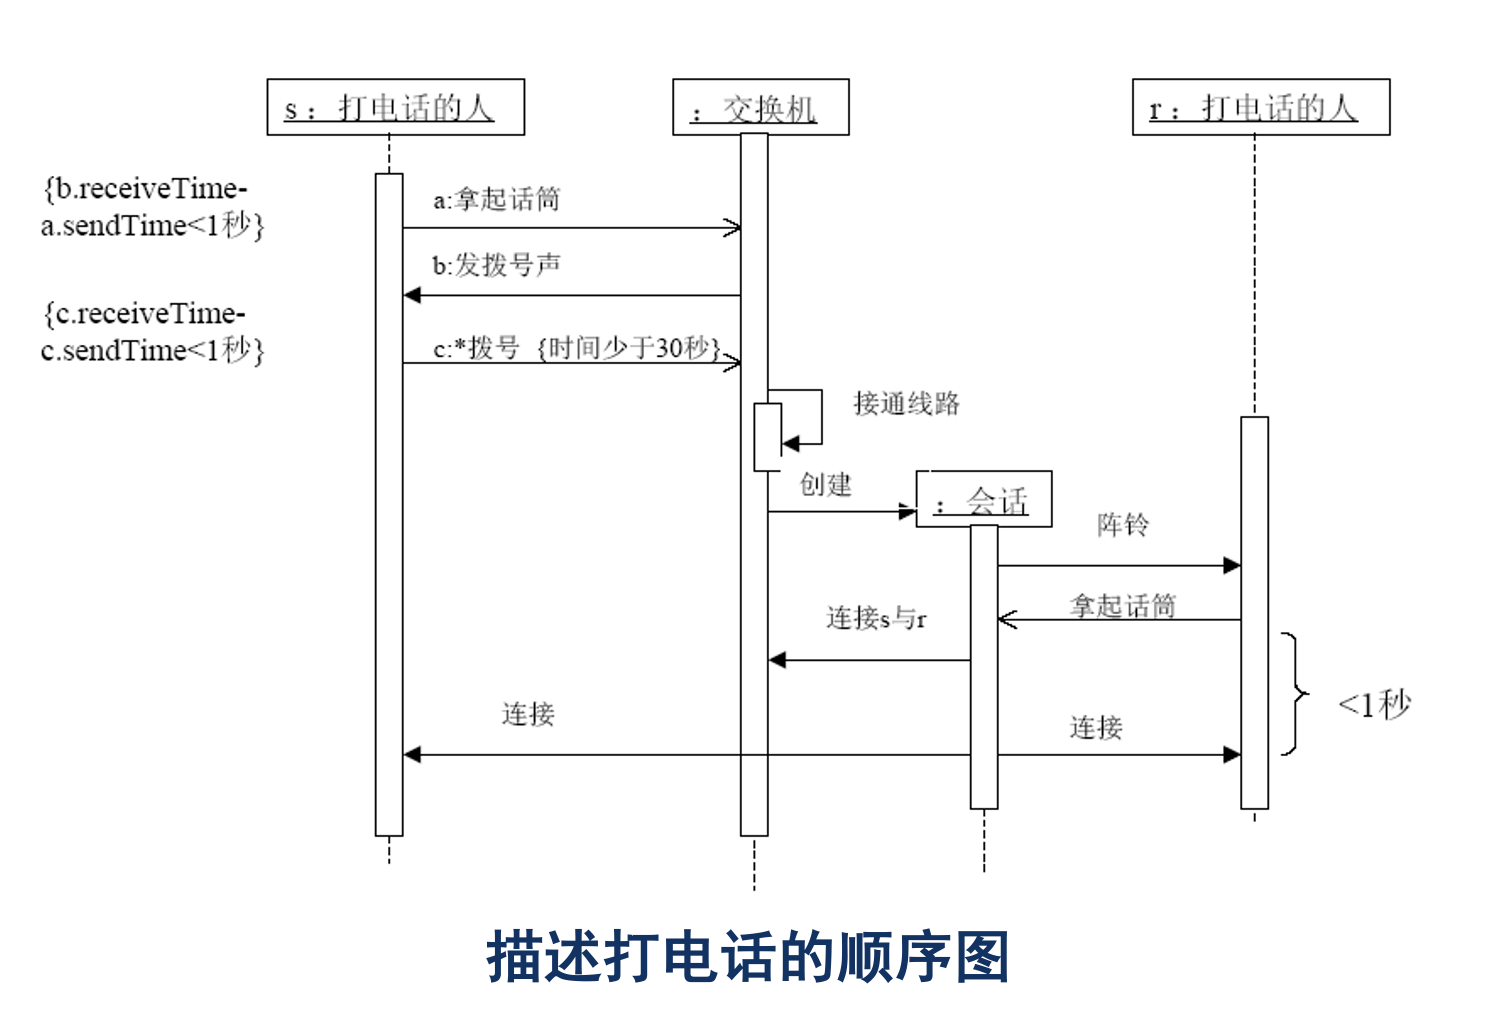 s：打电话的人
：交换机
r：打电话的人
{b.receiveTime-
a.sendTime<1秒}
a:拿起话筒
b:发拨号声
{c.receiveTime-
c.sendTime<1秒}
c:*拨号 {时间少于30秒}
接通线路
创建
：会话
阵铃
拿起话筒
连接s与r
<1秒
连接
连接
描述打电话的顺序图